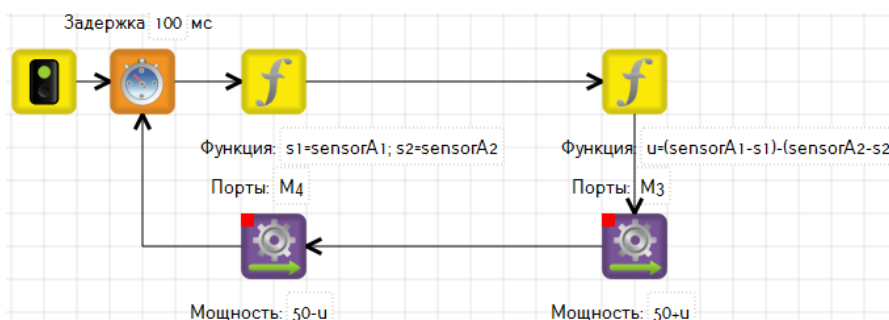 Задержка 100 мс
Функция: s1=sensorA1; s2=sensorA2
Функция: u=(sensorA1-s1)-(sensorA2-s2
Порты: M4
Порты: M3
Мощность: 50-u
Мощность: 50+u